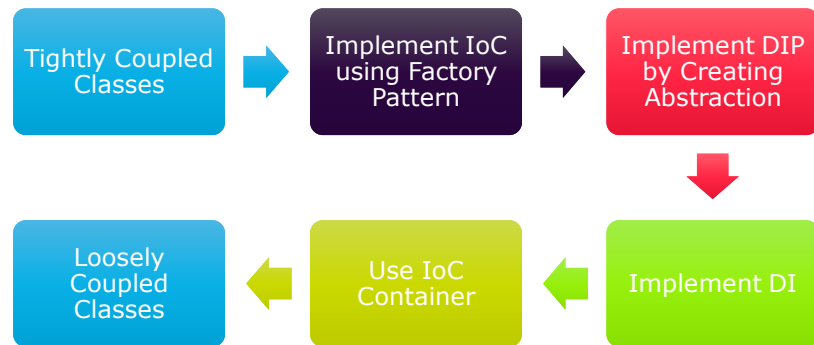 Tightly Coupled
Classes
Implement IoC
using Factory
Pattern
Implement DIP
by Creating
Abstraction
Implement DI
Use IoC
Container
Loosely
Coupled
Classes